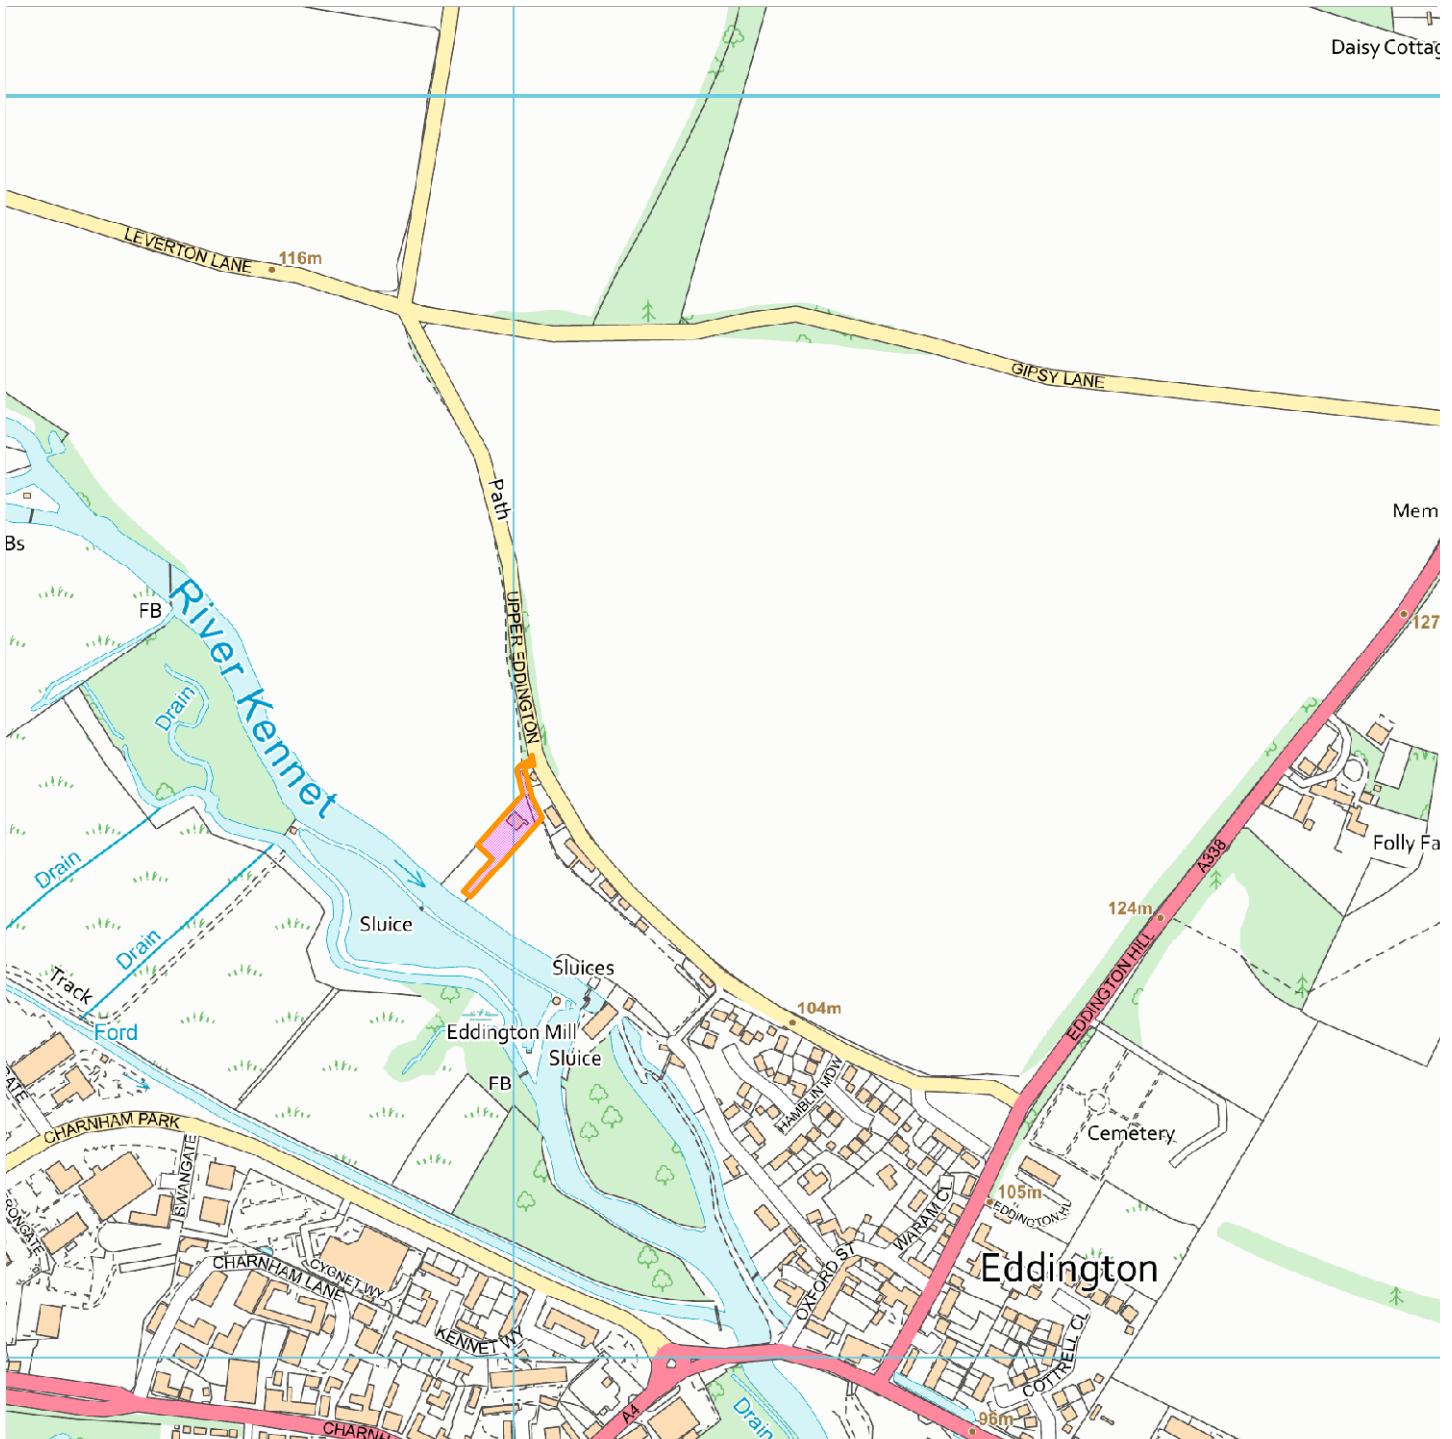 Daisy Cottag
LEVERTON LANE
116m
GIPSY LANE
Path
Mem
Bs
UPPER EDDINGTON
FB
River Kennet
127
Drain
A338
Folly Fa
Drain
124m
Sluice
Drain
EDDINGTON HILL
Sluices
Track
104m
Ford
Eddington Mill
Sluice
FB
HAMBLIN MDW
CHARNHAM PARK
Cemetery
SWANGATE
105m
EDDINGTON HL
WARAM CL
OXFORD ST
Eddington
CHARNHAM LANE
CYGNET WY
KENNET WY
COTTRELL CL
A4
Drain
96m
CHARNH